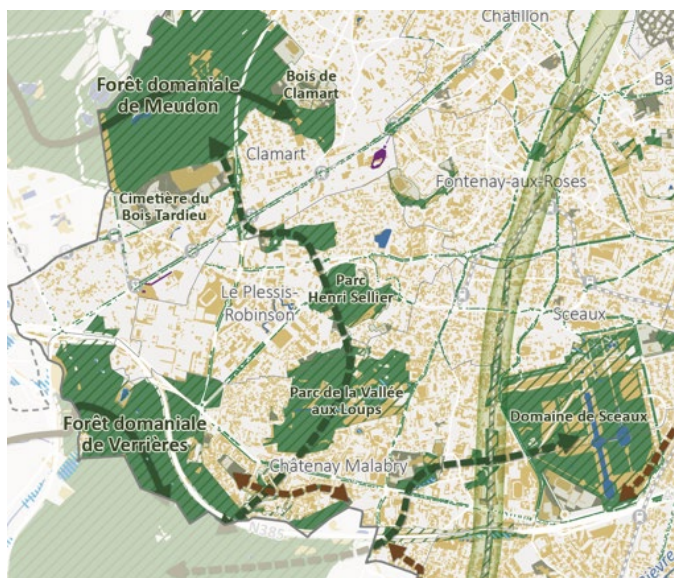 Châtillon
Forêt domaniale
de Meudon
Bois de
Clamart
Ba
Clamart
Cimetière du
Bois Tardieu
Fontenay-aux-Roses
Parc
Henri Sellier
Le Plessis-
Robinson
Sceaux
Parc de la Vallée
aux Loups
Domaine de Sceaux
Forêt domaniale
de Verrières
Châtenay Malabry
N385
ièvre